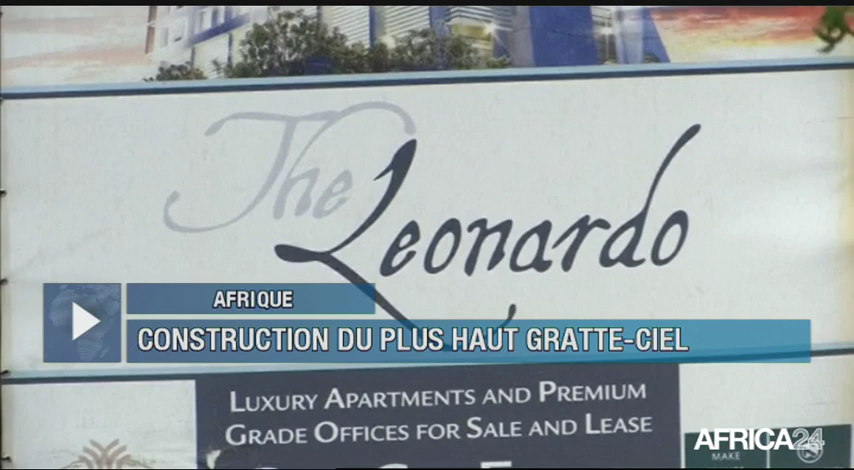 The
Leonardo
AFRIQUE
CONSTRUCTION DU PLUS HAUT GRATTE-CIEL
LUXURY APARTMENTS AND PREMIUM
GRADE OFFICES FOR SALE AND LEASE
AFRICA24
MAKE